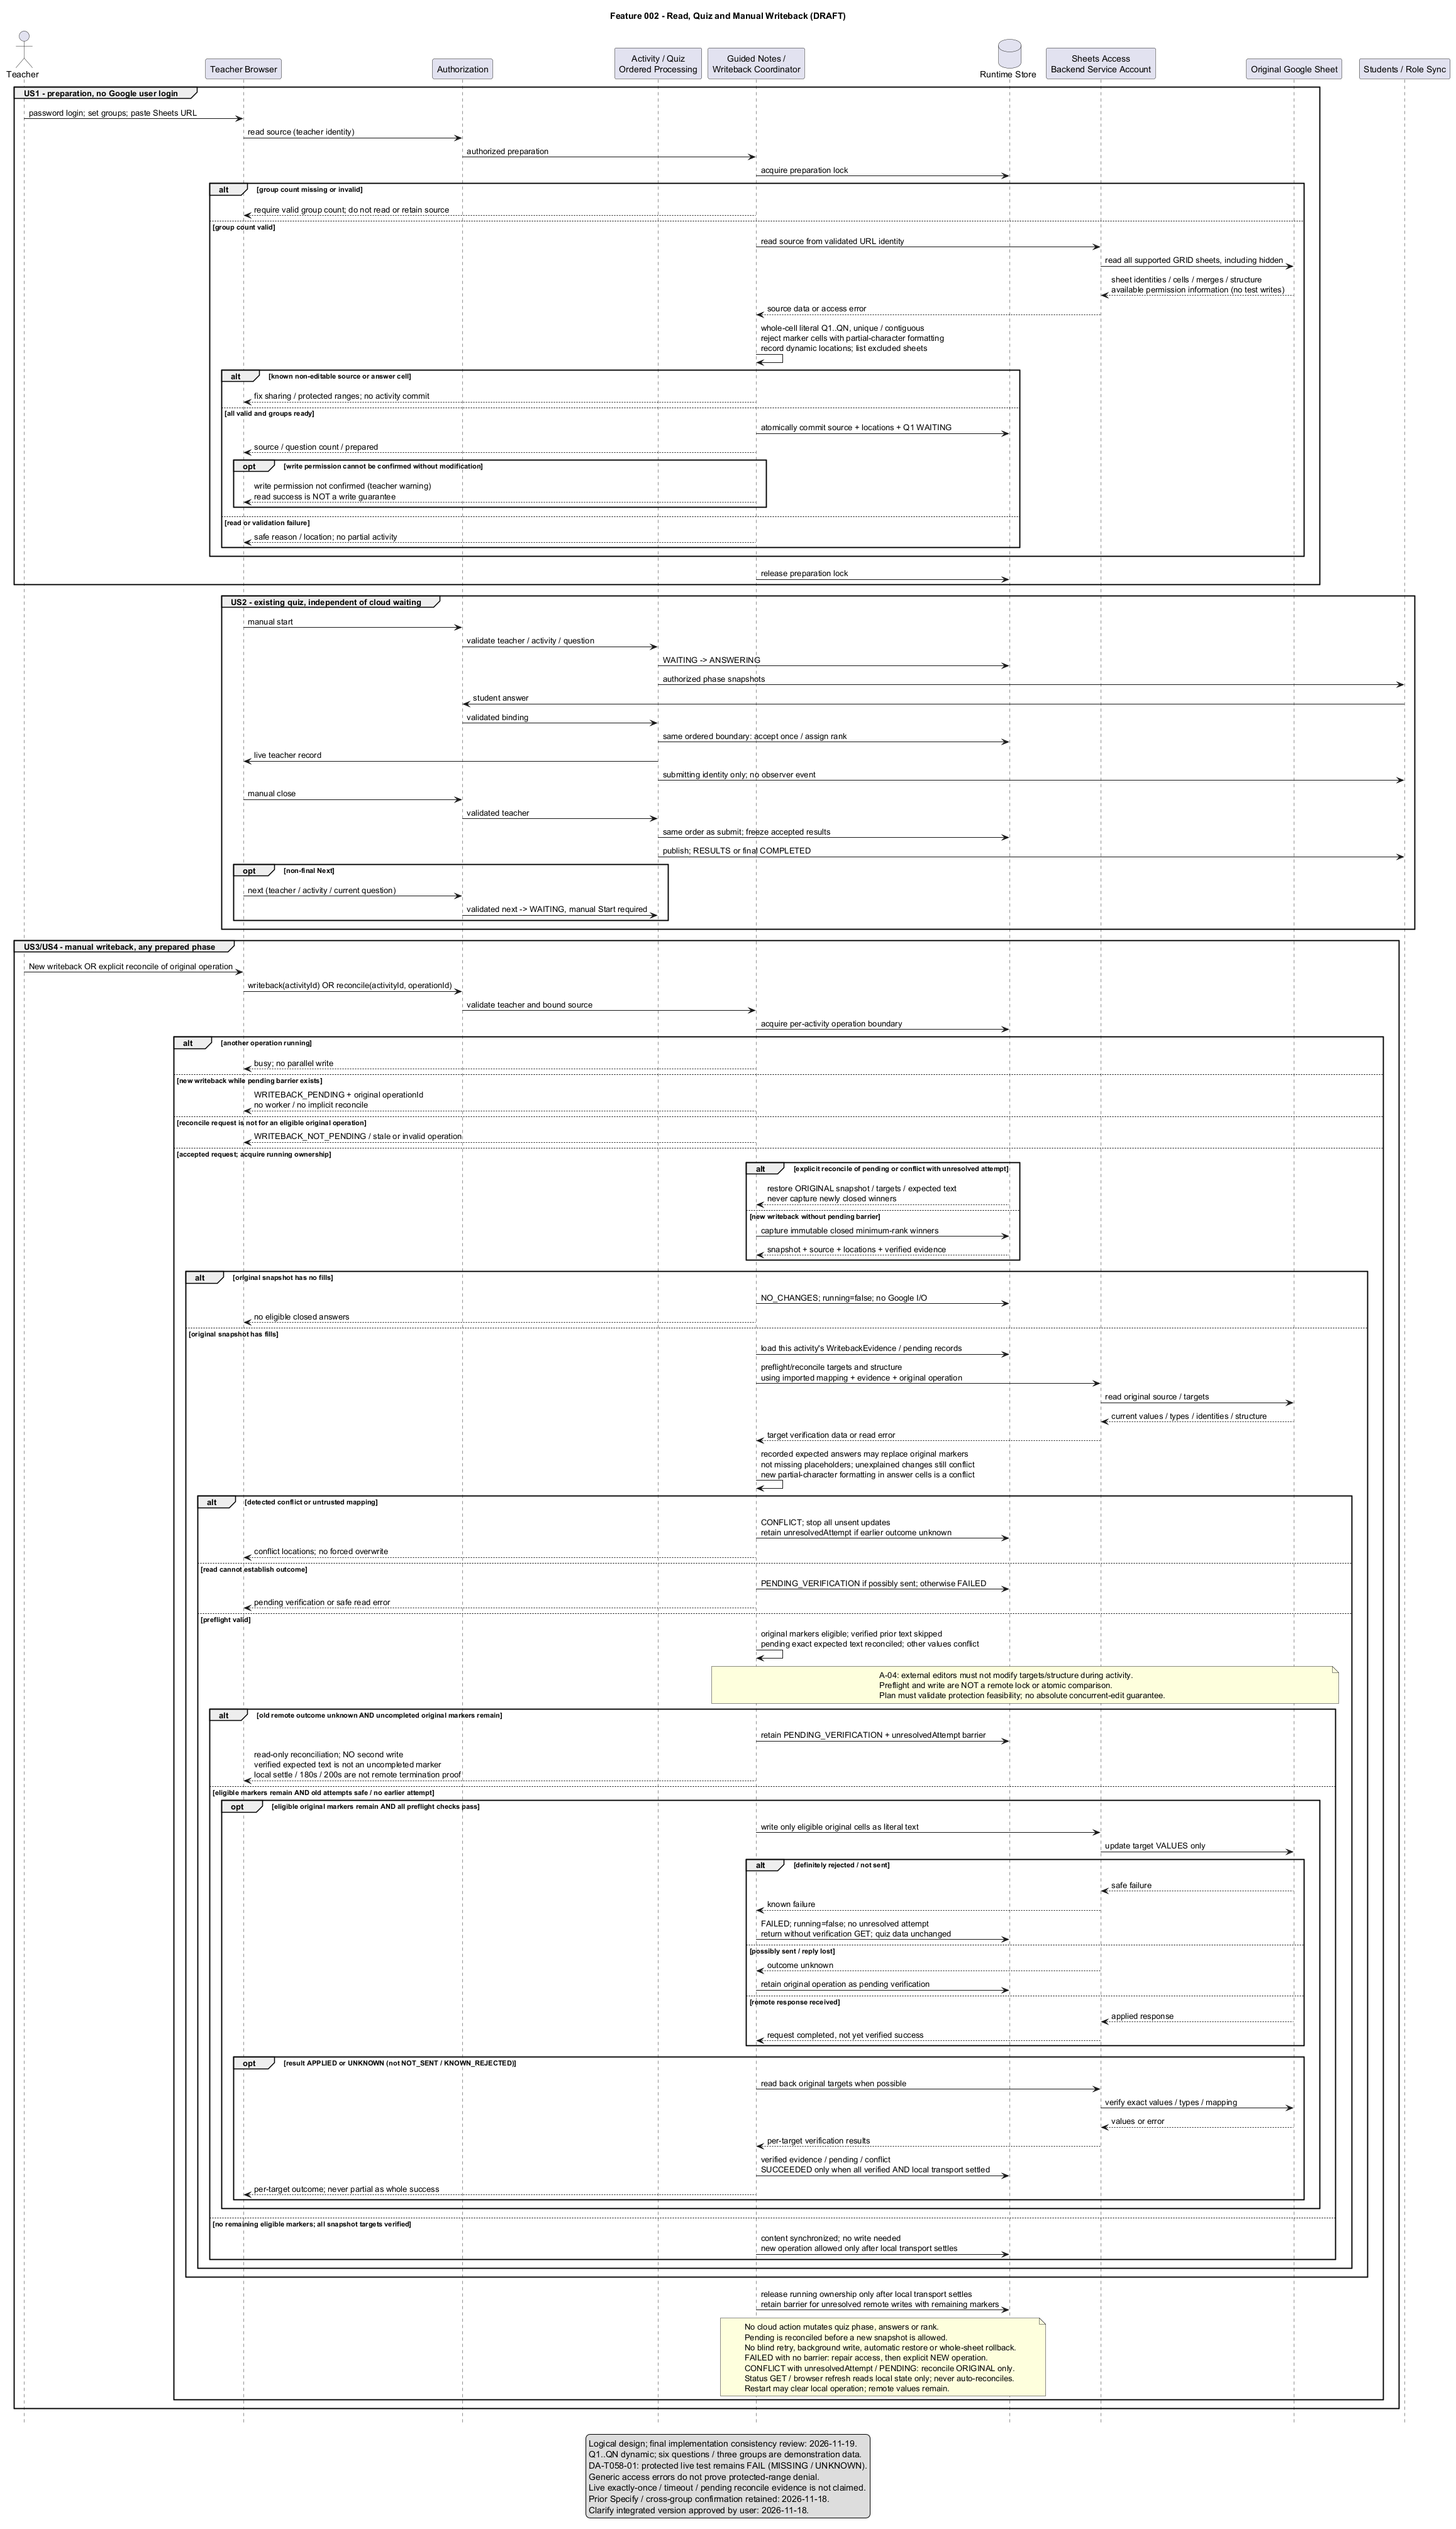 Feature 002 - Read, Quiz and Manual Writeback (DRAFT)
Teacher
Teacher Browser
Authorization
Activity / Quiz
Ordered Processing
Guided Notes /
Writeback Coordinator
Runtime Store
Sheets Access
Backend Service Account
Original Google Sheet
Students / Role Sync
US1 - preparation, no Google user login
password login; set groups; paste Sheets URL
read source (teacher identity)
authorized preparation
acquire preparation lock
alt [group count missing or invalid]
require valid group count; do not read or retain source
[group count valid]
read source from validated URL identity
read all supported GRID sheets, including hidden
sheet identities / cells / merges / structure
available permission information (no test writes)
source data or access error
whole-cell literal Q1..QN, unique / contiguous
reject marker cells with partial-character formatting
record dynamic locations; list excluded sheets
alt [known non-editable source or answer cell]
fix sharing / protected ranges; no activity commit
[all valid and groups ready]
atomically commit source + locations + Q1 WAITING
source / question count / prepared
opt [write permission cannot be confirmed without modification]
write permission not confirmed (teacher warning)
read success is NOT a write guarantee
[read or validation failure]
safe reason / location; no partial activity
release preparation lock
US2 - existing quiz, independent of cloud waiting
manual start
validate teacher / activity / question
WAITING -> ANSWERING
authorized phase snapshots
student answer
validated binding
same ordered boundary: accept once / assign rank
live teacher record
submitting identity only; no observer event
manual close
validated teacher
same order as submit; freeze accepted results
publish; RESULTS or final COMPLETED
opt [non-final Next]
next (teacher / activity / current question)
validated next -> WAITING, manual Start required
US3/US4 - manual writeback, any prepared phase
New writeback OR explicit reconcile of original operation
writeback(activityId) OR reconcile(activityId, operationId)
validate teacher and bound source
acquire per-activity operation boundary
alt [another operation running]
busy; no parallel write
[new writeback while pending barrier exists]
WRITEBACK_PENDING + original operationId
no worker / no implicit reconcile
[reconcile request is not for an eligible original operation]
WRITEBACK_NOT_PENDING / stale or invalid operation
[accepted request; acquire running ownership]
alt [explicit reconcile of pending or conflict with unresolved attempt]
restore ORIGINAL snapshot / targets / expected text
never capture newly closed winners
[new writeback without pending barrier]
capture immutable closed minimum-rank winners
snapshot + source + locations + verified evidence
alt [original snapshot has no fills]
NO_CHANGES; running=false; no Google I/O
no eligible closed answers
[original snapshot has fills]
load this activity's WritebackEvidence / pending records
preflight/reconcile targets and structure
using imported mapping + evidence + original operation
read original source / targets
current values / types / identities / structure
target verification data or read error
recorded expected answers may replace original markers
not missing placeholders; unexplained changes still conflict
new partial-character formatting in answer cells is a conflict
alt [detected conflict or untrusted mapping]
CONFLICT; stop all unsent updates
retain unresolvedAttempt if earlier outcome unknown
conflict locations; no forced overwrite
[read cannot establish outcome]
PENDING_VERIFICATION if possibly sent; otherwise FAILED
pending verification or safe read error
[preflight valid]
original markers eligible; verified prior text skipped
pending exact expected text reconciled; other values conflict
A-04: external editors must not modify targets/structure during activity.
Preflight and write are NOT a remote lock or atomic comparison.
Plan must validate protection feasibility; no absolute concurrent-edit guarantee.
alt [old remote outcome unknown AND uncompleted original markers remain]
retain PENDING_VERIFICATION + unresolvedAttempt barrier
read-only reconciliation; NO second write
verified expected text is not an uncompleted marker
local settle / 180s / 200s are not remote termination proof
[eligible markers remain AND old attempts safe / no earlier attempt]
opt [eligible original markers remain AND all preflight checks pass]
write only eligible original cells as literal text
update target VALUES only
alt [definitely rejected / not sent]
safe failure
known failure
FAILED; running=false; no unresolved attempt
return without verification GET; quiz data unchanged
[possibly sent / reply lost]
outcome unknown
retain original operation as pending verification
[remote response received]
applied response
request completed, not yet verified success
opt [result APPLIED or UNKNOWN (not NOT_SENT / KNOWN_REJECTED)]
read back original targets when possible
verify exact values / types / mapping
values or error
per-target verification results
verified evidence / pending / conflict
SUCCEEDED only when all verified AND local transport settled
per-target outcome; never partial as whole success
[no remaining eligible markers; all snapshot targets verified]
content synchronized; no write needed
new operation allowed only after local transport settles
release running ownership only after local transport settles
retain barrier for unresolved remote writes with remaining markers
No cloud action mutates quiz phase, answers or rank.
Pending is reconciled before a new snapshot is allowed.
No blind retry, background write, automatic restore or whole-sheet rollback.
FAILED with no barrier: repair access, then explicit NEW operation.
CONFLICT with unresolvedAttempt / PENDING: reconcile ORIGINAL only.
Status GET / browser refresh reads local state only; never auto-reconciles.
Restart may clear local operation; remote values remain.
Logical design; final implementation consistency review: 2026-11-19.
Q1..QN dynamic; six questions / three groups are demonstration data.
DA-T058-01: protected live test remains FAIL (MISSING / UNKNOWN).
Generic access errors do not prove protected-range denial.
Live exactly-once / timeout / pending reconcile evidence is not claimed.
Prior Specify / cross-group confirmation retained: 2026-11-18.
Clarify integrated version approved by user: 2026-11-18.